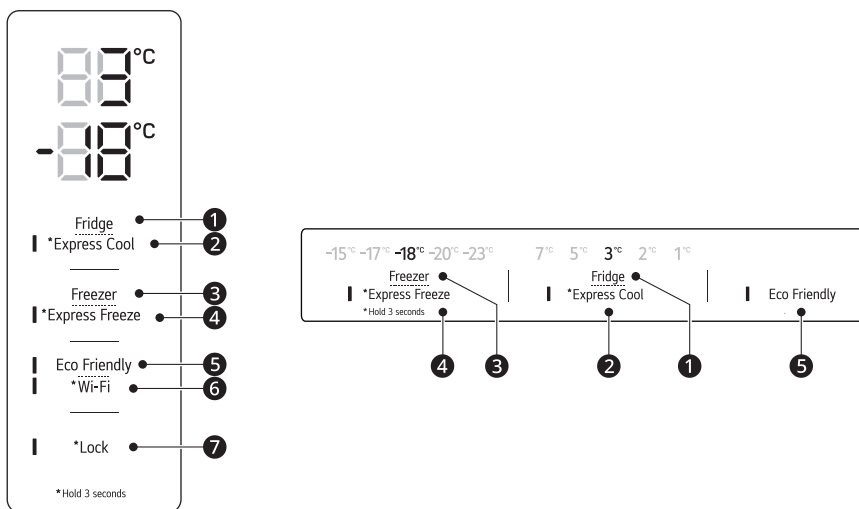 3°C
-18°C
Fridge
*Express Cool
Freezer
*Express Freeze
Eco Friendly
*Wi-Fi
*Lock
*Hold 3 seconds
1
2
3
4
5
6
7
-15°C -17°C -18°C -20°C -23°C
7°C 5°C 3°C 2°C 1°C
Freezer
*Express Freeze
*Hold 3 seconds
Fridge
*Express Cool
Eco Friendly
4
3
2
1
5